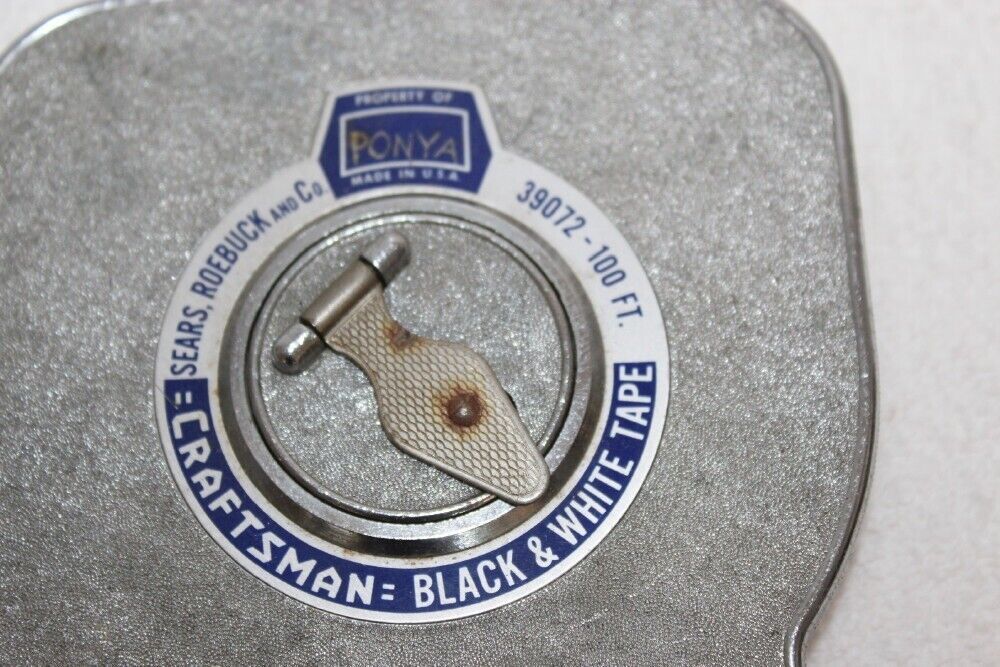 PROPERTY OF
PONYA
MADE IN U.S.A.
SEARS, ROEBUCK AND CO.
39072-100 FT.
=CRAFTSMAN= BLACK & WHITE TAPE